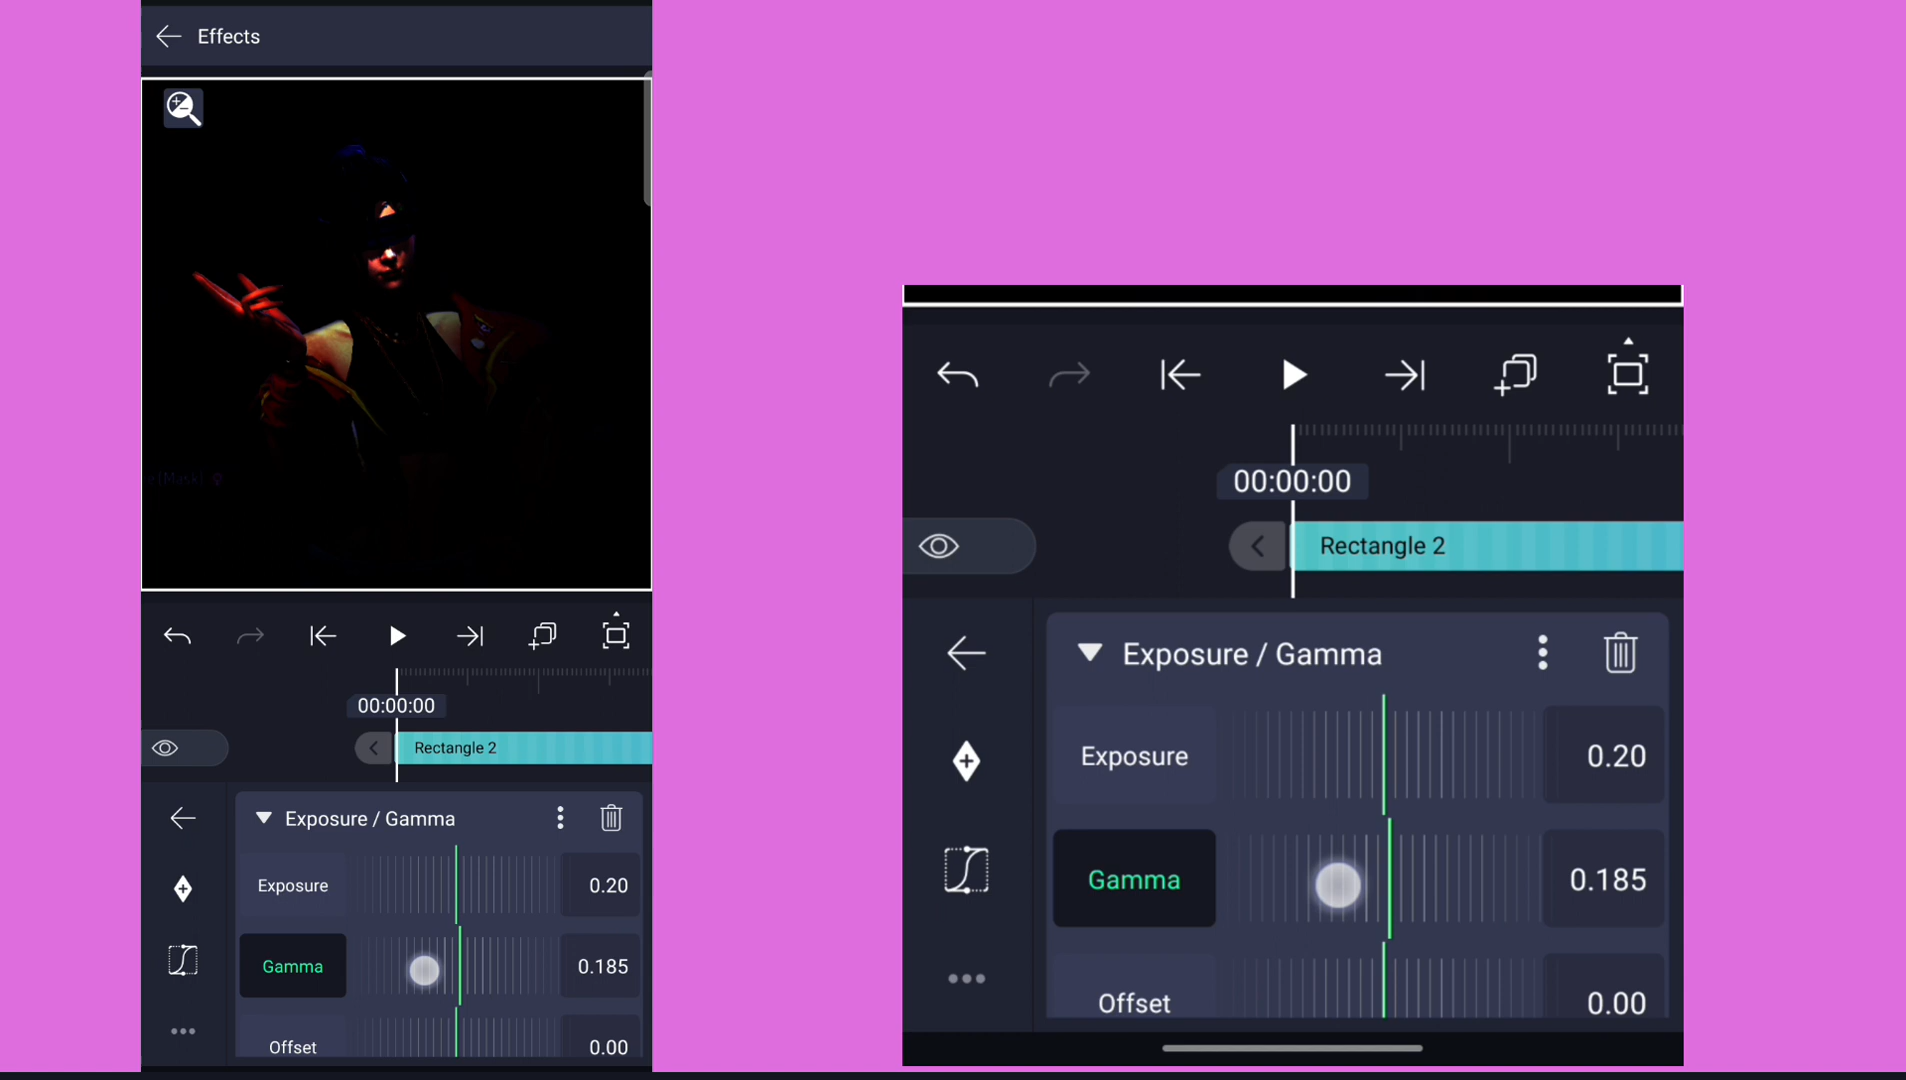 Effects
(Mask)
00:00:00
Rectangle 2
Exposure / Gamma
Exposure
0.20
Gamma
0.185
Offset
0.00
00:00:00
Rectangle 2
Exposure / Gamma
Exposure
0.20
Gamma
0.185
Offset
0.00